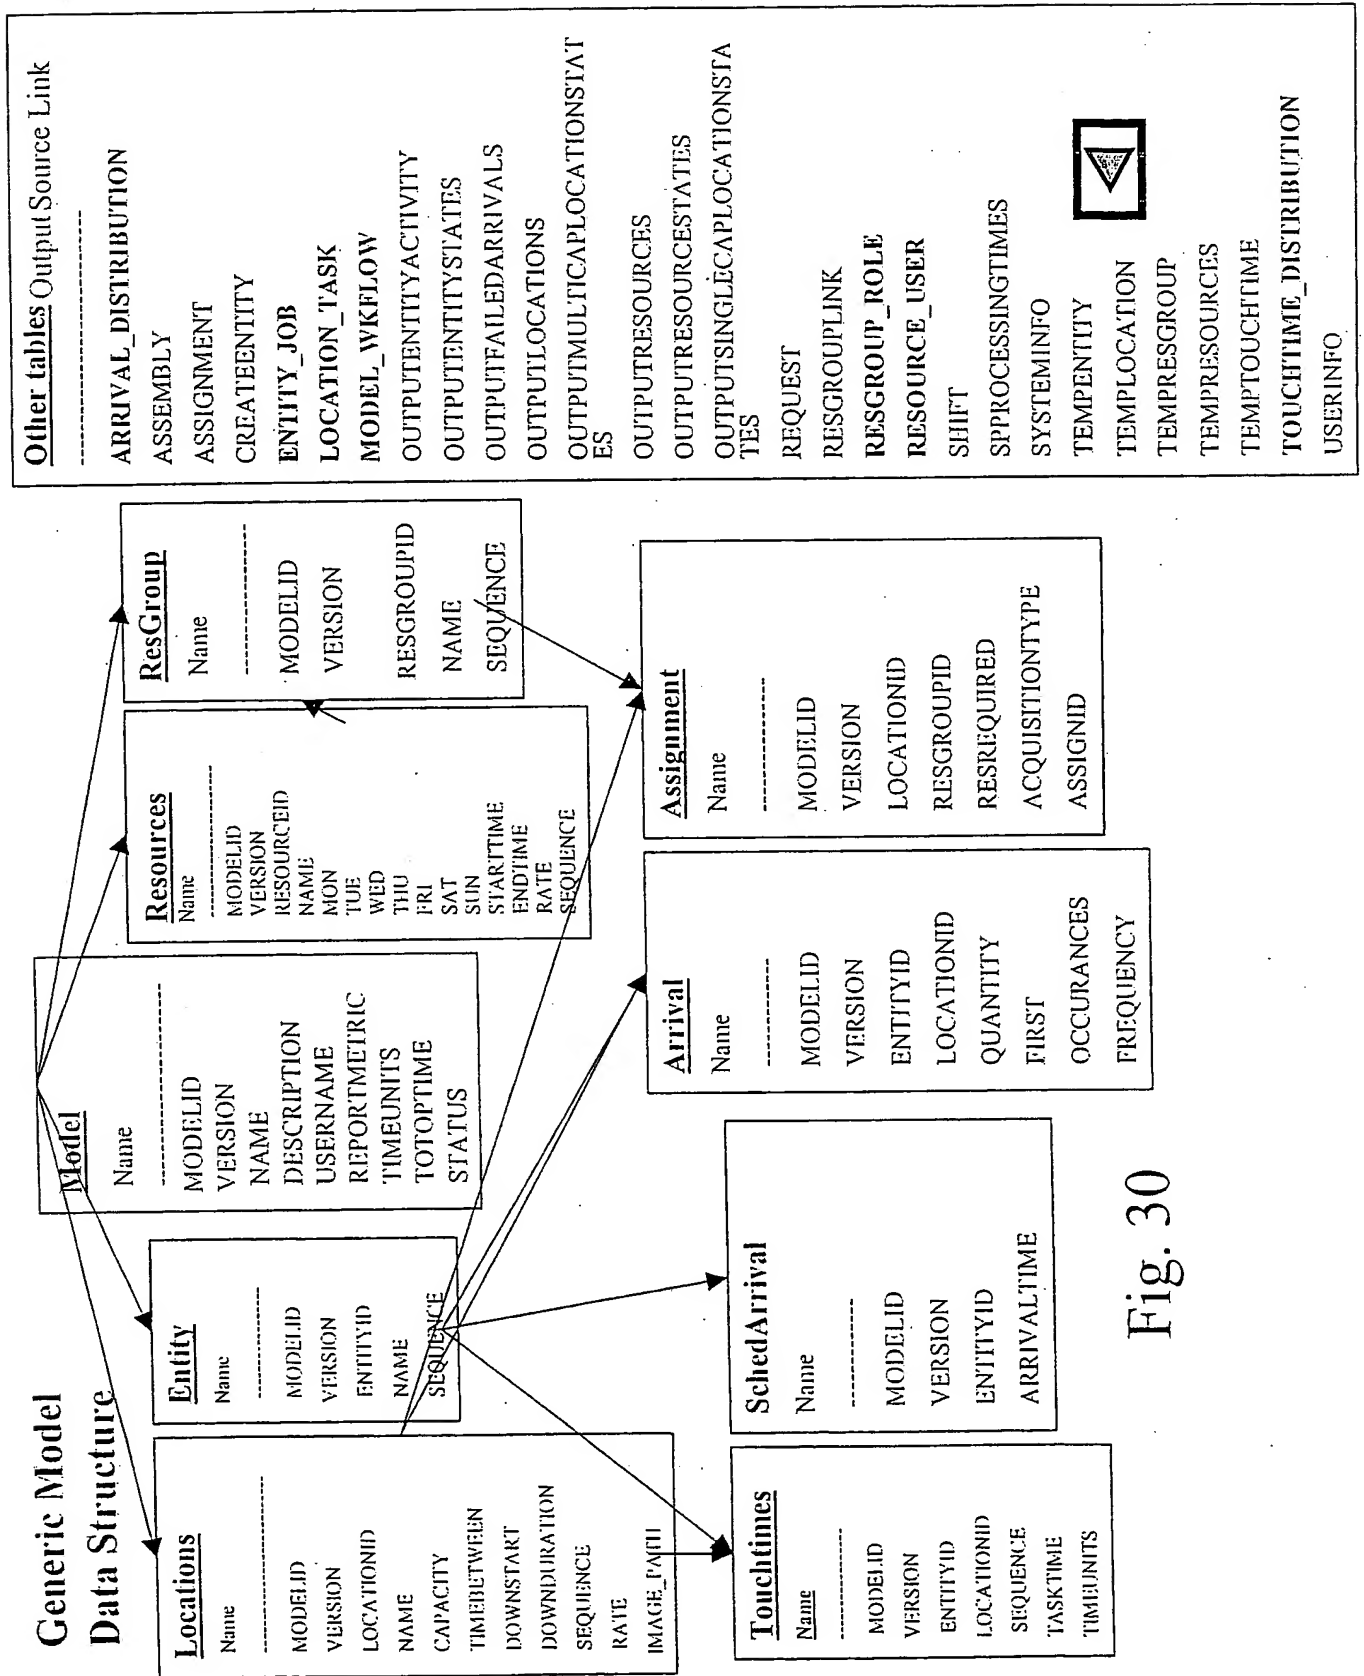 Generic Model
Data Structure
Locations
Name
MODELID
VERSION
LOCATIONID
NAME
CAPACITY
TIMEBETWEEN
DOWNSTART
DOWNDURATION
SEQUENCE
RATE
IMAGE_PATH
Entity
Name
MODELID
VERSION
ENTITYID
NAME
SEQUENCE
Model
Name
MODELID
VERSION
NAME
DESCRIPTION
USERNAME
REPORTMETRIC
TIMEUNITS
TOTOPTIME
STATUS
Resources
Name
MODELID
VERSION
RESOURCEID
NAME
MON
TUE
WED
THU
FRI
SAT
SUN
STARTTIME
ENDTIME
RATE
SEQUENCE
ResGroup
Name
MODELID
VERSION
RESGROUPID
NAME
SEQUENCE
Touchtimes
Name
MODELID
VERSION
ENTITYID
LOCATIONID
SEQUENCE
TASKTIME
TIMEUNITS
SchedArrival
Name
MODELID
VERSION
ENTITYID
ARRIVALTIME
Arrival
Name
MODELID
VERSION
ENTITYID
LOCATIONID
QUANTITY
FIRST
OCCURANCES
FREQUENCY
Assignment
Name
MODELID
VERSION
LOCATIONID
RESGROUPID
RESREQUIRED
ACQUISITIONTYPE
ASSIGNID
Other tables Output Source Link
ARRIVAL_DISTRIBUTION
ASSEMBLY
ASSIGNMENT
CREATEENTITY
ENTITY_JOB
LOCATION_TASK
MODEL_WKFLOW
OUTPUTENTITYACTIVITY
OUTPUTENTITYSTATES
OUTPUTFAILEDARRIVALS
OUTPUTLOCATIONS
OUTPUTMULTICAPLOCATIONSTAT
ES
OUTPUTRESOURCES
OUTPUTRESOURCESTATES
OUTPUTSINGLECAPLOCATIONSTA
TES
REQUEST
RESGROUPLINK
RESGROUP_ROLE
RESOURCE_USER
SHIFT
SPPROCESSINGTIMES
SYSTEMINFO
TEMPENTITY
TEMPLOCATION
TEMPRESGROUP
TEMPRESOURCES
TEMPTOUCHTIME
TOUCHTIME_DISTRIBUTION
USERINFO
Fig. 30